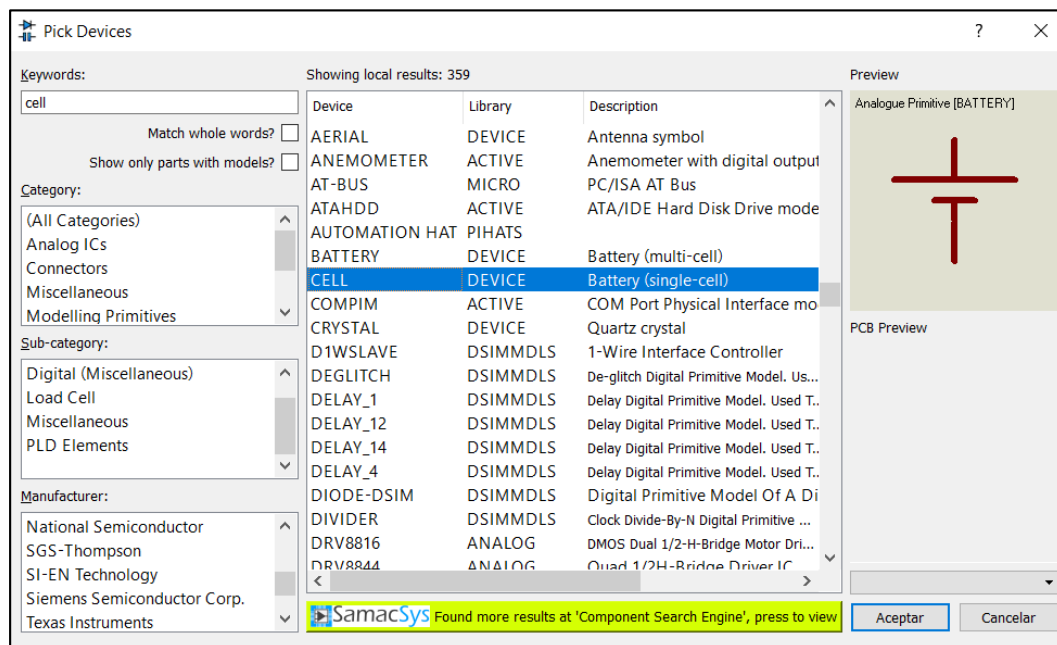 Pick Devices
?
Keywords:
cell
Match whole words?
Show only parts with models?
Category:
(All Categories)
Analog ICs
Connectors
Miscellaneous
Modelling Primitives
Sub-category:
Digital (Miscellaneous)
Load Cell
Miscellaneous
PLD Elements
Manufacturer:
National Semiconductor
SGS-Thompson
SI-EN Technology
Siemens Semiconductor Corp.
Texas Instruments
Showing local results: 359
Device Library Description
AERIAL DEVICE Antenna symbol
ANEMOMETER ACTIVE Anemometer with digital output
AT-BUS MICRO PC/ISA AT Bus
ATAHDD ACTIVE ATA/IDE Hard Disk Drive mode
AUTOMATION HAT PIHATS
BATTERY DEVICE Battery (multi-cell)
CELL DEVICE Battery (single-cell)
COMPIM ACTIVE COM Port Physical Interface mo
CRYSTAL DEVICE Quartz crystal
D1WSLAVE DSIMMDLS 1-Wire Interface Controller
DEGLITCH DSIMMDLS De-glitch Digital Primitive Model. Us...
DELAY_1 DSIMMDLS Delay Digital Primitive Model. Used T..
DELAY_12 DSIMMDLS Delay Digital Primitive Model. Used T..
DELAY_14 DSIMMDLS Delay Digital Primitive Model. Used T..
DELAY_4 DSIMMDLS Delay Digital Primitive Model. Used T..
DIODE-DSIM DSIMMDLS Digital Primitive Model Of A Di
DIVIDER DSIMMDLS Clock Divide-By-N Digital Primitive ...
DRV8816 ANALOG DMOS Dual 1/2-H-Bridge Motor Dri...
DRV8844 ANALOG Quad 1/2H-Bridge Driver IC
SamacSys Found more results at 'Component Search Engine', press to view
Preview
Analogue Primitive [BATTERY]
PCB Preview
Aceptar
Cancelar